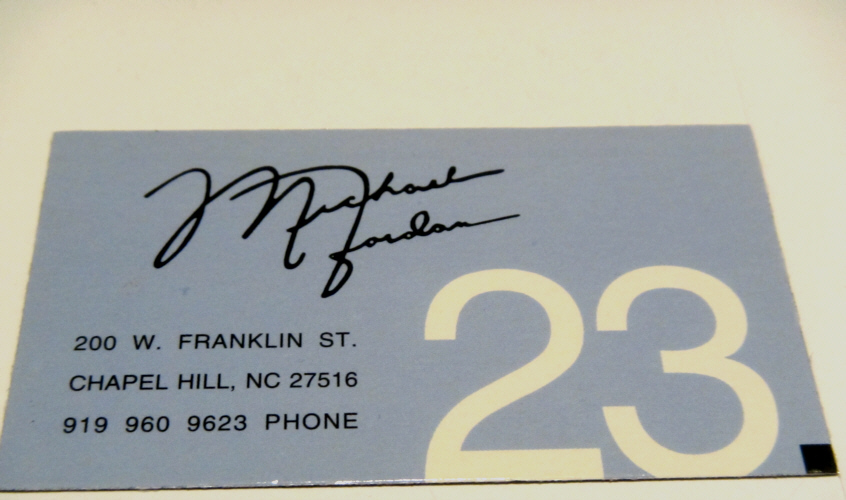 Michael
Jordan
23
200 W. FRANKLIN ST.
CHAPEL HILL, NC 27516
919 960 9623 PHONE